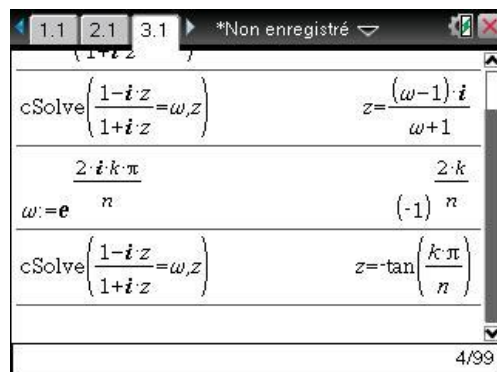 1.1 2.1 3.1 *Non enregistré
(1+i·z )
cSolve((1-i·z)/(1+i·z)=ω,z) z=((ω-1)·i)/(ω+1)
ω:=e^((2·i·k·π)/n) (-1)^((2·k)/n)
cSolve((1-i·z)/(1+i·z)=ω,z) z=-tan((k·π)/n)
4/99